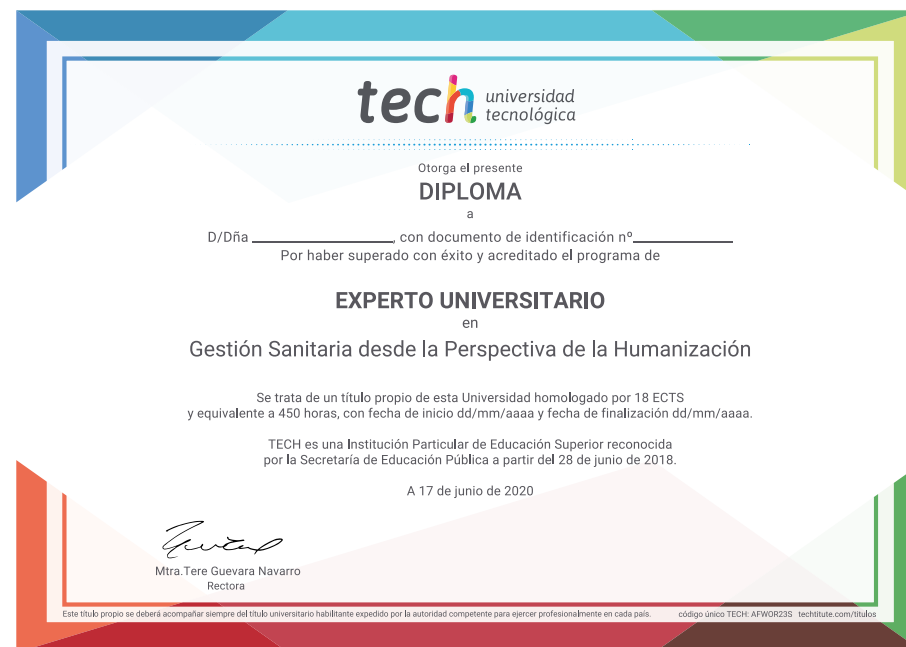 tech universidad
tecnológica
Otorga el presente
DIPLOMA
a
D/Dña ____________________, con documento de identificación nº______________
Por haber superado con éxito y acreditado el programa de
EXPERTO UNIVERSITARIO
en
Gestión Sanitaria desde la Perspectiva de la Humanización
Se trata de un título propio de esta Universidad homologado por 18 ECTS
y equivalente a 450 horas, con fecha de inicio dd/mm/aaaa y fecha de finalización dd/mm/aaaa.
TECH es una Institución Particular de Educación Superior reconocida
por la Secretaría de Educación Pública a partir del 28 de junio de 2018.
A 17 de junio de 2020
Mtra.Tere Guevara Navarro
Rectora
Este título propio se deberá acompañar siempre del título universitario habilitante expedido por la autoridad competente para ejercer profesionalmente en cada país. código único TECH: AFWOR23S techtitute.com/titulos